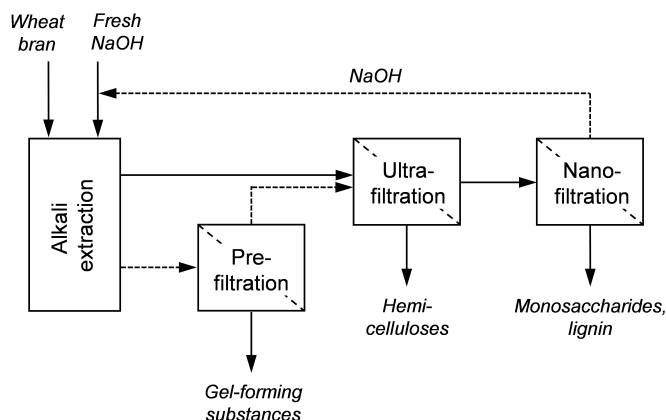 Wheat
bran
Fresh
NaOH
NaOH
Alkali
extraction
Ultra-
filtration
Nano-
filtration
Pre-
filtration
Hemi-
celluloses
Monosaccharides,
lignin
Gel-forming
substances